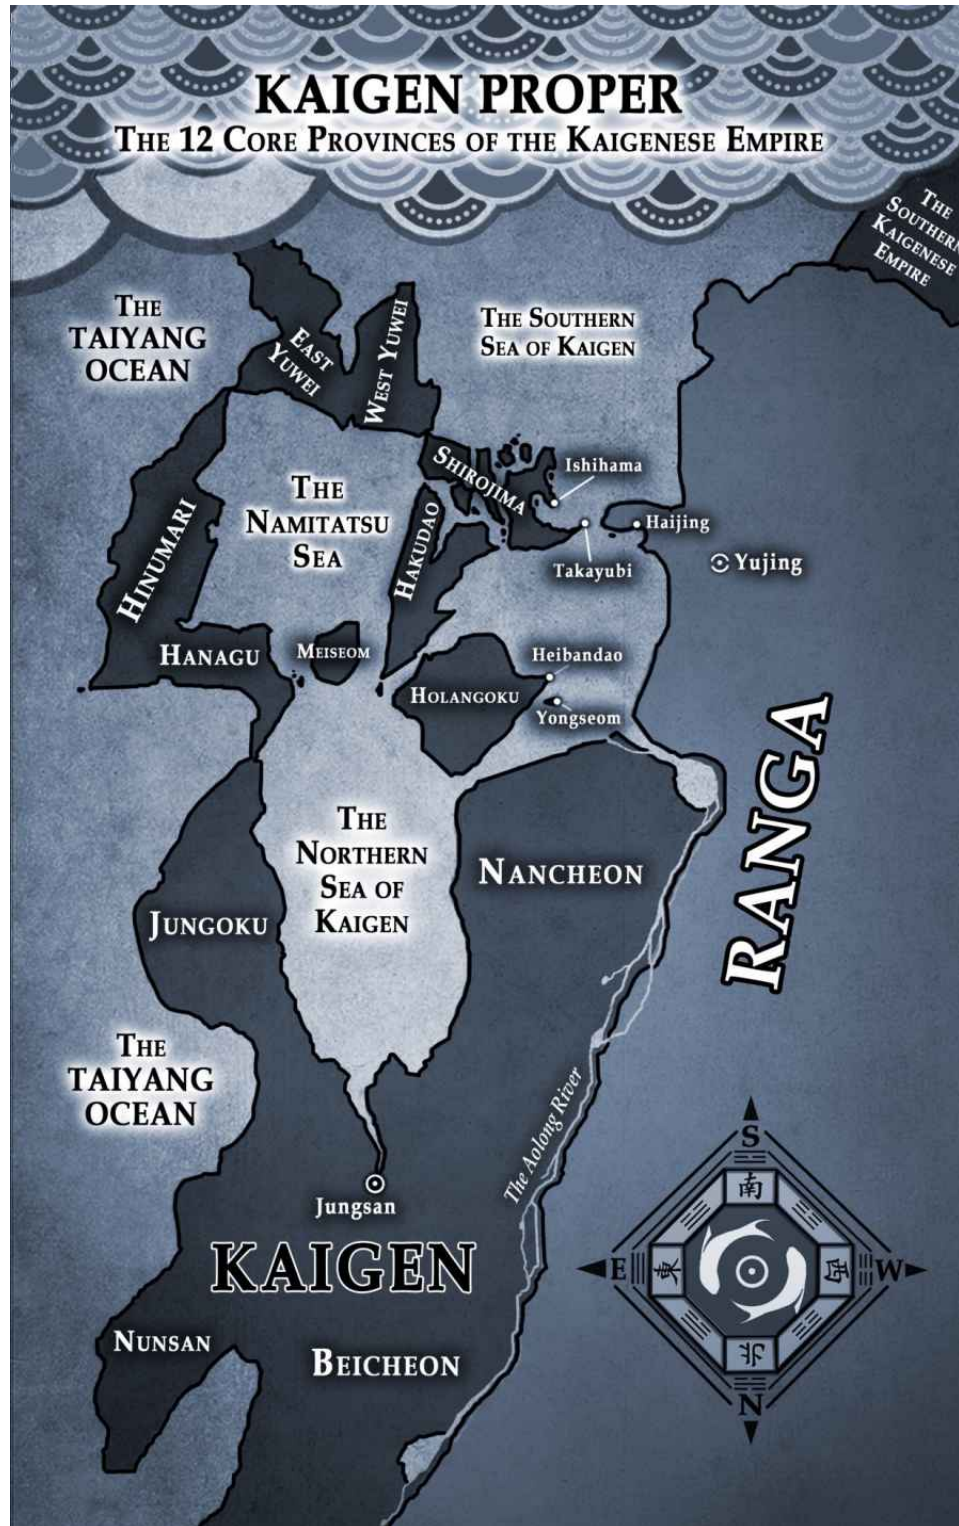 KAIGEN PROPER
THE 12 CORE PROVINCES OF THE KAIGENESE EMPIRE
THE
SOUTHERN
KAIGENESE
EMPIRE
THE
TAIYANG
OCEAN
EAST
YUWEI
WEST YUWEI
THE SOUTHERN
SEA OF KAIGEN
HINUMARI
THE
NAMITATSU
SEA
SHIROJIMA
HAKUDAO
Ishihama
Haijing
Takayubi
Yujing
HANAGU
MEISEOM
HOLANGOKU
Heibandao
Yongseom
THE
NORTHERN
SEA OF
KAIGEN
NANCHEON
RANGA
JUNGOKU
THE
TAIYANG
OCEAN
The Aolong River
Jungsan
KAIGEN
NUNSAN
BEICHEON
S
南
E
東
西
W
北
N